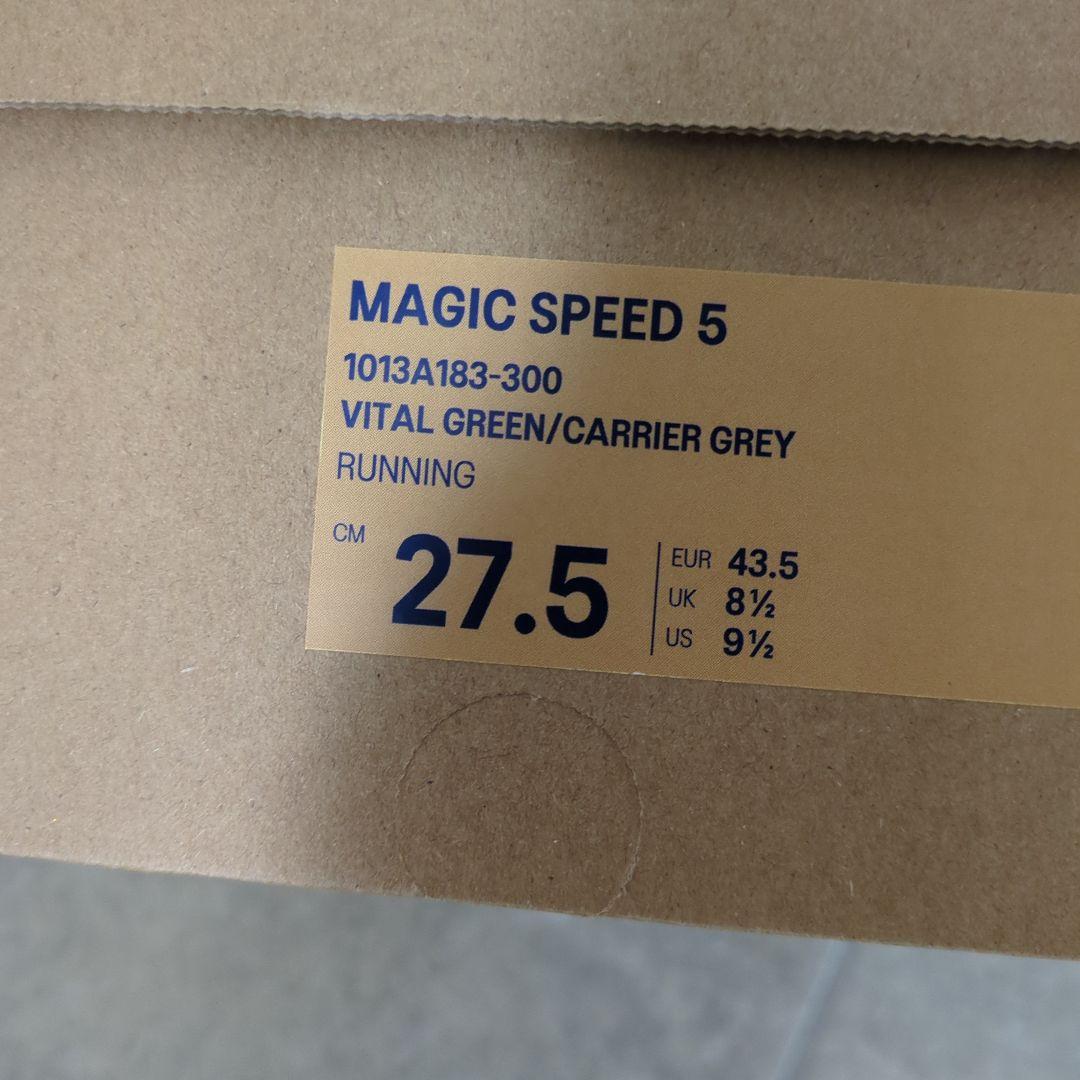 MAGIC SPEED 5
1013A183-300
VITAL GREEN/CARRIER GREY
RUNNING
CM 27.5
EUR 43.5
UK 8½
US 9½